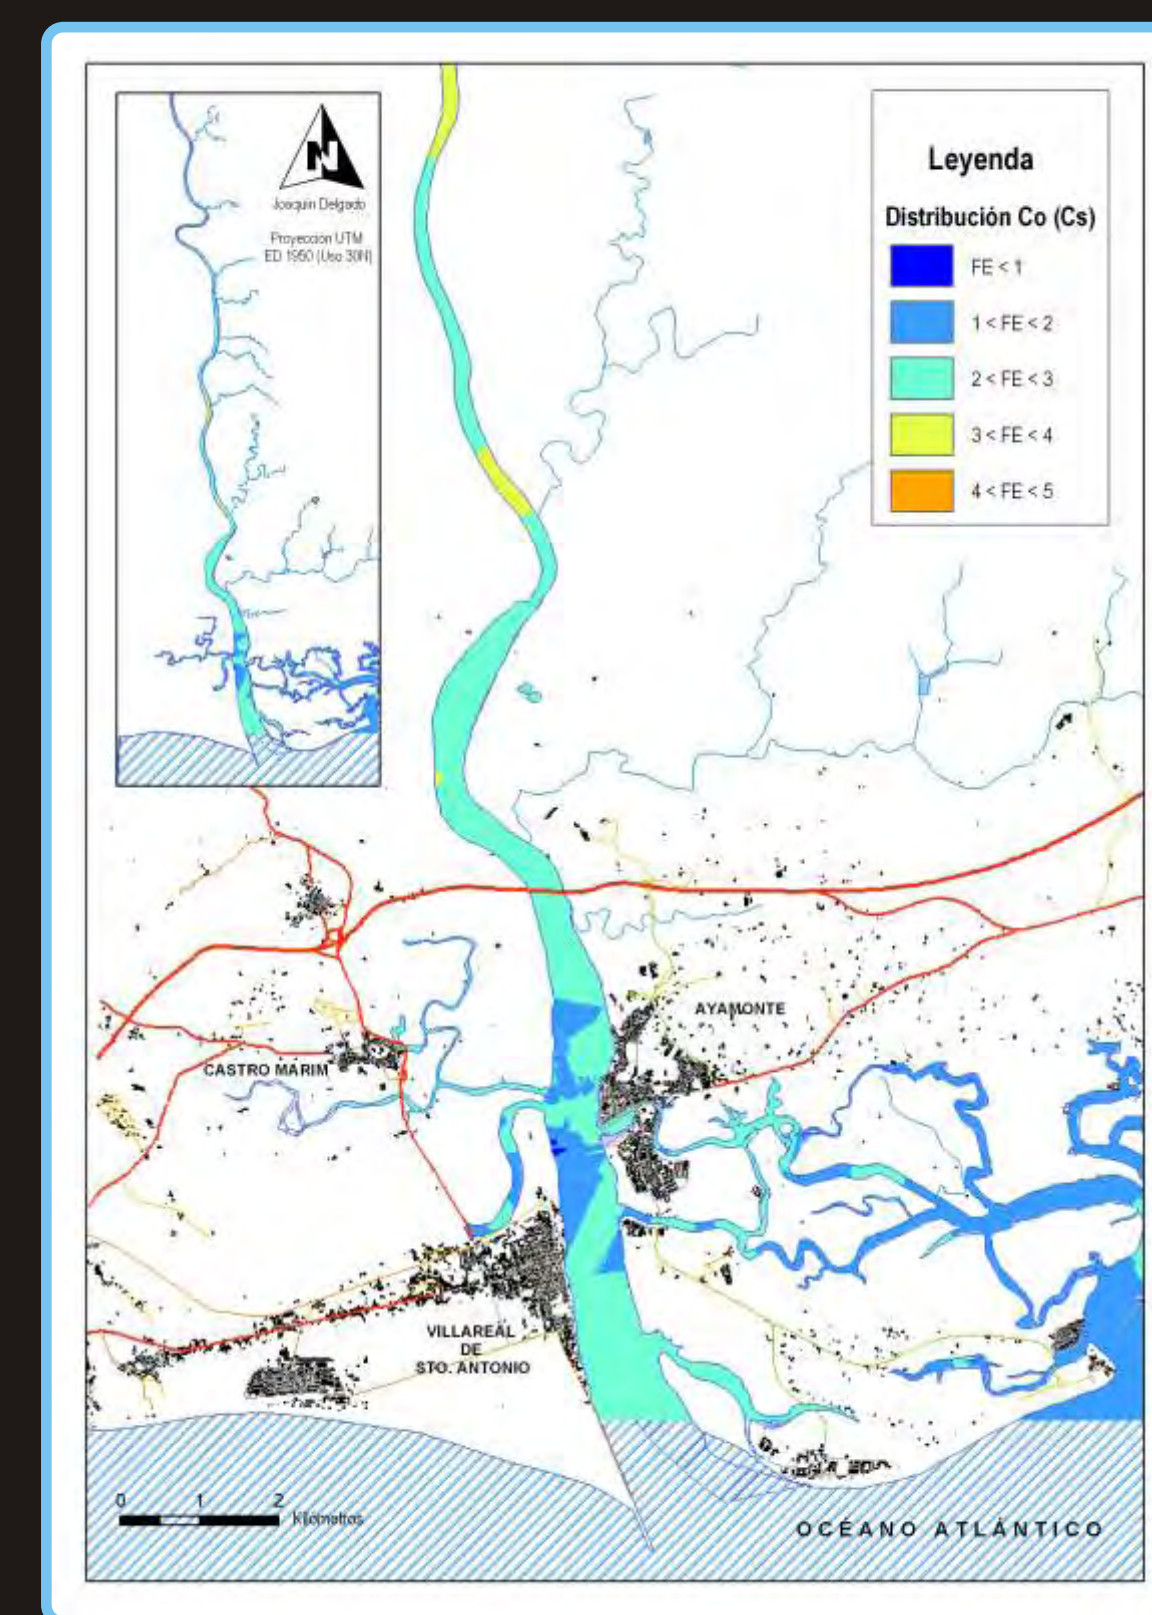 N
Joaquín Delgado
Proyección UTM
ED 1950 (Uso 30N)
Leyenda
Distribución Co (Cs)
FE < 1
1 < FE < 2
2 < FE < 3
3 < FE < 4
4 < FE < 5
AYAMONTE
CASTRO MARIM
VILLAREAL
DE
STO. ANTONIO
0 1 2
Kilómetros
OCÉANO ATLÁNTICO